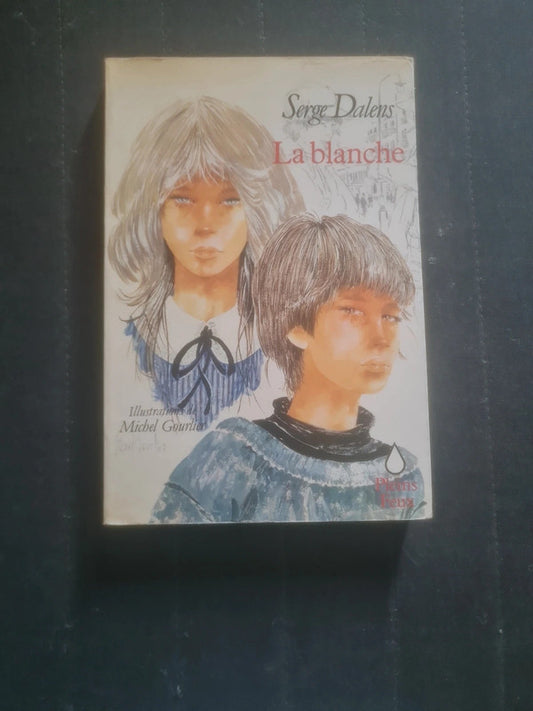 Serge Dalens
La blanche
Illustrations de
Michel Gourlier